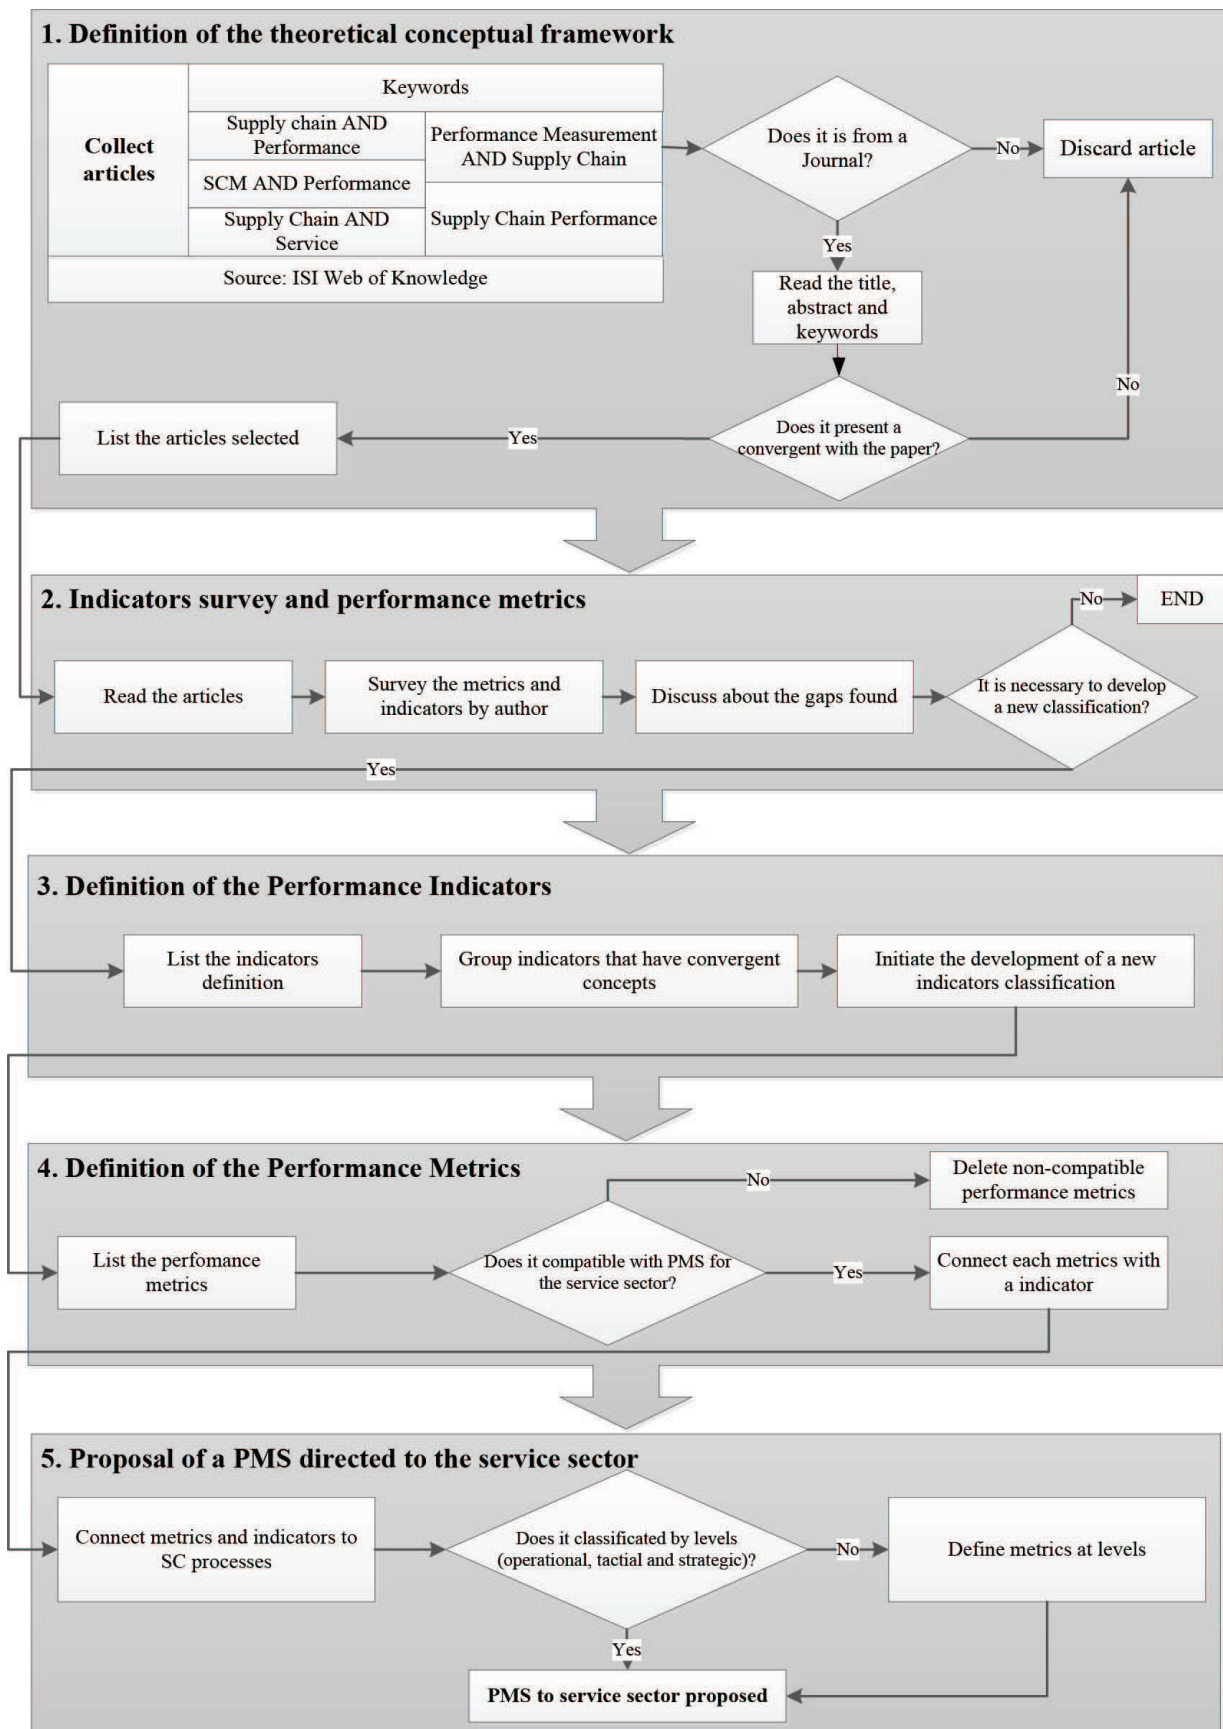 1. Definition of the theoretical conceptual framework
Collect
articles
Keywords
Supply chain AND
Performance
SCM AND Performance
Supply Chain AND
Service
Performance Measurement
AND Supply Chain
Supply Chain Performance
Source: ISI Web of Knowledge
Does it is from a
Journal?
No
Discard article
Yes
Read the title,
abstract and
keywords
No
Does it present a
convergent with the paper?
Yes
List the articles selected
2. Indicators survey and performance metrics
Read the articles
Survey the metrics and
indicators by author
Discuss about the gaps found
It is necessary to develop
a new classification?
No
END
Yes
3. Definition of the Performance Indicators
List the indicators
definition
Group indicators that have convergent
concepts
Initiate the development of a new
indicators classification
4. Definition of the Performance Metrics
List the perfomance
metrics
Does it compatible with PMS for
the service sector?
No
Delete non-compatible
performance metrics
Yes
Connect each metrics with
a indicator
5. Proposal of a PMS directed to the service sector
Connect metrics and indicators to
SC processes
Does it classificated by levels
(operational, tactial and strategic)?
No
Define metrics at levels
Yes
PMS to service sector proposed